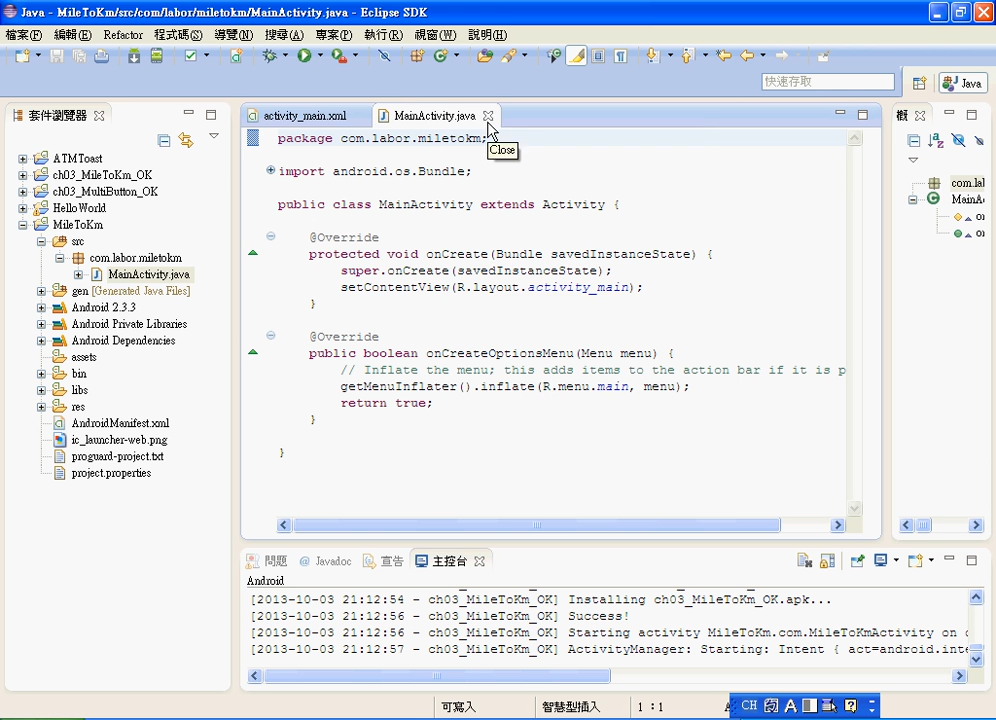 Java - MileToKm/src/com/labor/miletokm/MainActivity.java - Eclipse SDK
檔案(F) 編輯(E) Refactor 程式碼(S) 導覽(N) 搜尋(A) 專案(P) 執行(R) 視窗(W) 說明(H)
快速存取
Java
套件瀏覽器
activity_main.xml
MainActivity.java
概
Close
ATMToast
ch03_MileToKm_OK
ch03_MultiButton_OK
HelloWorld
MileToKm
src
com.labor.miletokm
MainActivity.java
gen [Generated Java Files]
Android 2.3.3
Android Private Libraries
Android Dependencies
assets
bin
libs
res
AndroidManifest.xml
ic_launcher-web.png
proguard-project.txt
project.properties
package com.labor.miletokm;
import android.os.Bundle;
public class MainActivity extends Activity {
@Override
protected void onCreate(Bundle savedInstanceState) {
super.onCreate(savedInstanceState);
setContentView(R.layout.activity_main);
}
@Override
public boolean onCreateOptionsMenu(Menu menu) {
// Inflate the menu; this adds items to the action bar if it is p
getMenuInflater().inflate(R.menu.main, menu);
return true;
}
}
com.lal
MainA
問題 @ Javadoc 宣告 主控台
Android
[2013-10-03 21:12:54 - ch03_MileToKm_OK] Installing ch03_MileToKm_OK.apk...
[2013-10-03 21:12:56 - ch03_MileToKm_OK] Success!
[2013-10-03 21:12:56 - ch03_MileToKm_OK] Starting activity MileToKm.com.MileToKmActivity on
[2013-10-03 21:12:57 - ch03_MileToKm_OK] ActivityManager: Starting: Intent { act=android.inte
可寫入 智慧型插入 1 : 1
CH